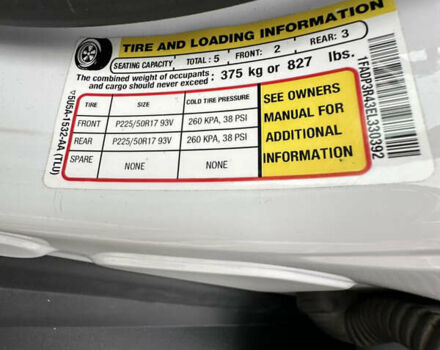 TIRE AND LOADING INFORMATION
SEATING CAPACITY TOTAL: 5 FRONT: 2 REAR: 3
The combined weight of occupants and cargo should never exceed : 375 kg or 827 lbs.
TIRE SIZE COLD TIRE PRESSURE
FRONT P225/50R17 93V 260 KPA, 38 PSI
REAR P225/50R17 93V 260 KPA, 38 PSI
SPARE NONE NONE
SEE OWNERS
MANUAL FOR
ADDITIONAL
INFORMATION
5U5A-1532-AA (TLU)
1FADP3RA3EL330392